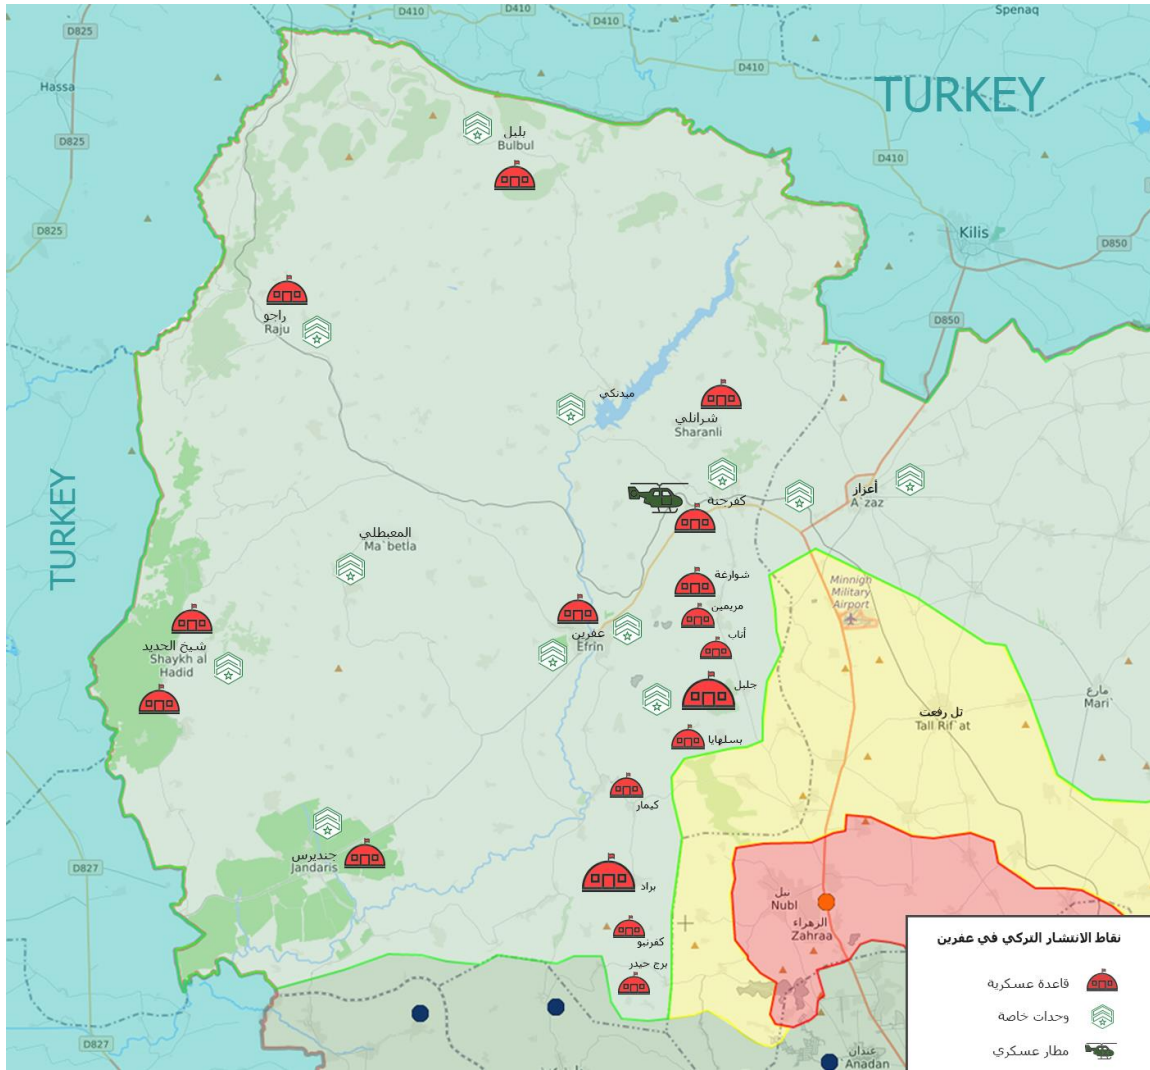 D825
D410
D410
Spenaq
Hassa
D410
TURKEY
بلبل
Bulbul
D825
D410
D825
Kilis
D850
راجو
Raju
D850
ميدنكي
شرانلي
Sharanli
أعزاز
A`zaz
كفرجنة
TURKEY
المعبطلي
Ma`betla
شوارغة
Minnigh
Military
Airport
مريمين
عفرين
Efrin
أناب
شيخ الحديد
Shaykh al
Hadid
جلبل
مارع
Mari`
تل رفعت
Tall Rif`at
بسلهايا
كيمار
جنديرس
Jandaris
D827
براد
نبل
Nubl
الزهراء
Zahraa
كفرنبو
برج حيدر
D827
عندان
`Anadan
نقاط الانتشار التركي في عفرين
قاعدة عسكرية
وحدات خاصة
مطار عسكري